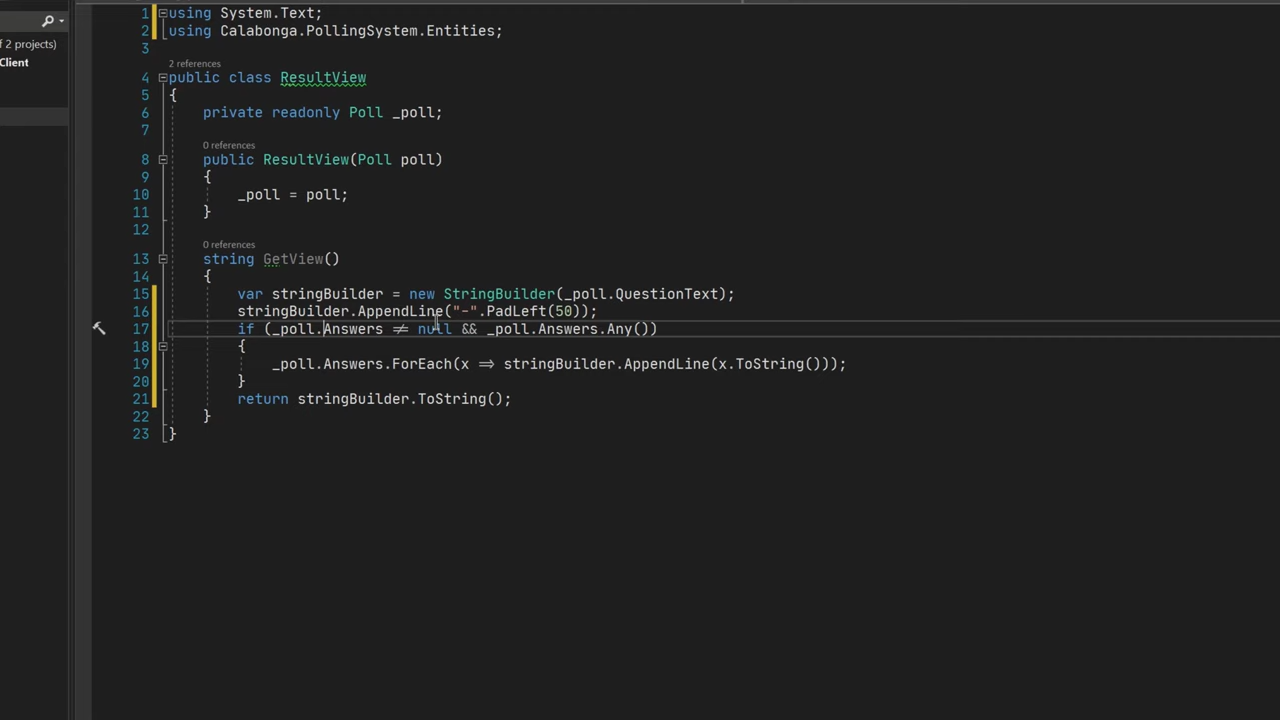 of 2 projects)
Client
1 using System.Text;
2 using Calabonga.PollingSystem.Entities;
3
2 references
4 public class ResultView
5 {
6 private readonly Poll _poll;
7
0 references
8 public ResultView(Poll poll)
9 {
10 _poll = poll;
11 }
12
0 references
13 string GetView()
14 {
15 var stringBuilder = new StringBuilder(_poll.QuestionText);
16 stringBuilder.AppendLine("-".PadLeft(50));
17 if (_poll.Answers ≠ null && _poll.Answers.Any())
18 {
19 _poll.Answers.ForEach(x ⇒ stringBuilder.AppendLine(x.ToString()));
20 }
21 return stringBuilder.ToString();
22 }
23 }